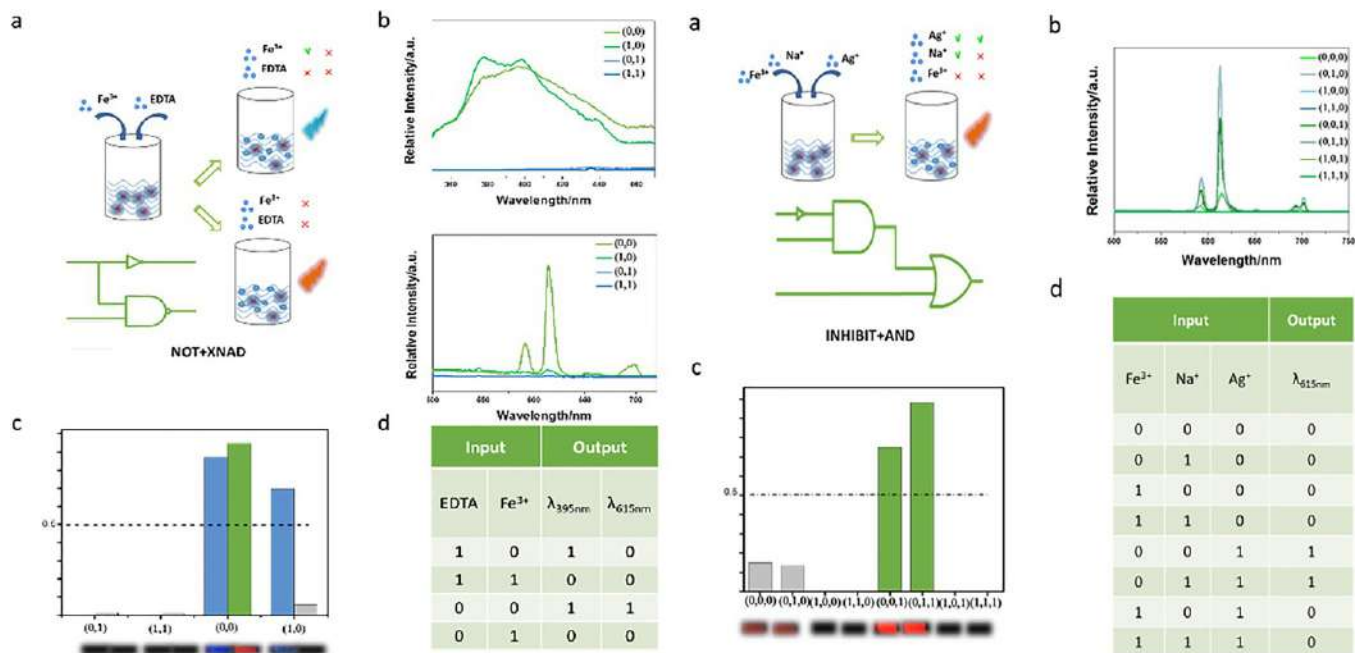 a
Fe³⁺
EDTA
Fe³⁺
EDTA
Fe³⁺
EDTA
NOT+XNAD
b
Relative Intensity/a.u.
(0,0)
(1,0)
(0,1)
(1,1)
Wavelength/nm
Relative Intensity/a.u.
(0,0)
(1,0)
(0,1)
(1,1)
600
700
Wavelength/nm
c
(0,1)
(1,1)
(0,0)
(1,0)
d
Input Output
EDTA Fe³⁺ λ395nm λ615nm
1 0 1 0
1 1 0 0
0 0 1 1
0 1 0 0
a
Fe³⁺
Na⁺
Ag⁺
Ag⁺
Na⁺
Fe³⁺
INHIBIT+AND
b
Relative Intensity/a.u.
(0,0,0)
(0,1,0)
(1,0,0)
(1,1,0)
(0,0,1)
(0,1,1)
(1,0,1)
(1,1,1)
550 600 650 700 750
Wavelength/nm
c
0.5
(0,0,0) (0,1,0) (1,0,0) (1,1,0) (0,0,1) (0,1,1) (1,0,1) (1,1,1)
d
Input Output
Fe³⁺ Na⁺ Ag⁺ λ615nm
0 0 0 0
0 1 0 0
1 0 0 0
1 1 0 0
0 0 1 1
0 1 1 1
1 0 1 0
1 1 1 0